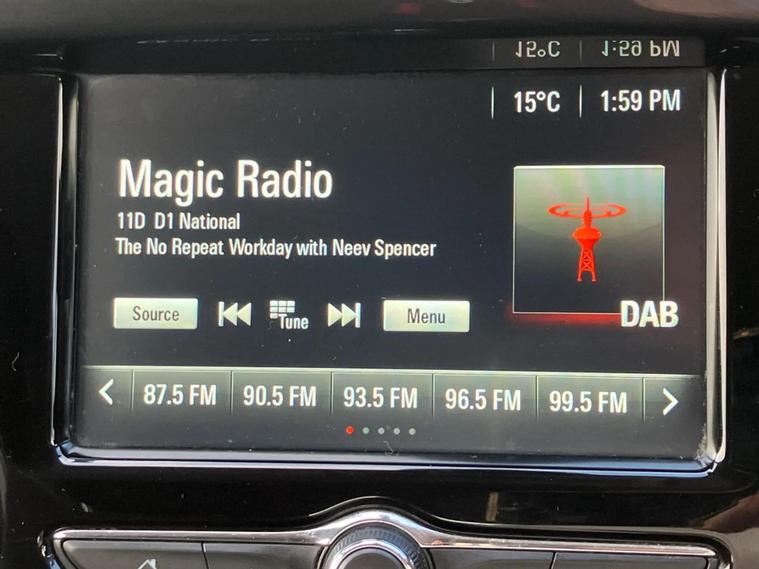 15°C 1:59 PM
Magic Radio
11D D1 National
The No Repeat Workday with Neev Spencer
DAB
Source Tune Menu
87.5 FM 90.5 FM 93.5 FM 96.5 FM 99.5 FM